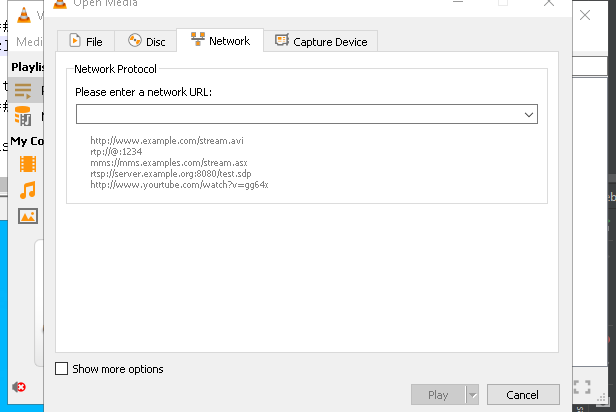 Open Media
File
Disc
Network
Capture Device
Network Protocol
Please enter a network URL:
http://www.example.com/stream.avi
rtp://@:1234
mms://mms.examples.com/stream.asx
rtsp://server.example.org:8080/test.sdp
http://www.yourtube.com/watch?v=gg64x
Show more options
Play
Cancel
Medi
Playlis
My Co